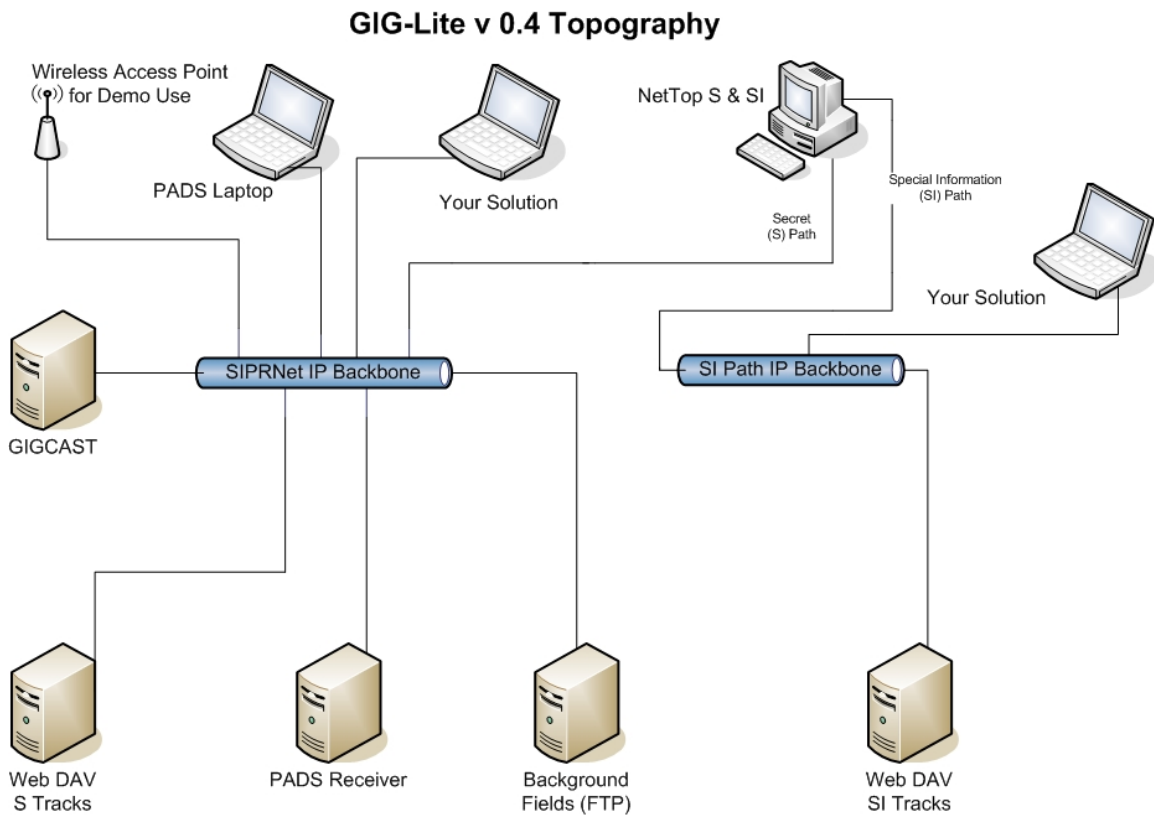 GIG-Lite v 0.4 Topography
Wireless Access Point
for Demo Use
PADS Laptop
Your Solution
NetTop S & SI
Special Information
(SI) Path
Secret
(S) Path
Your Solution
SIPRNet IP Backbone
SI Path IP Backbone
GIGCAST
Web DAV
S Tracks
PADS Receiver
Background
Fields (FTP)
Web DAV
SI Tracks